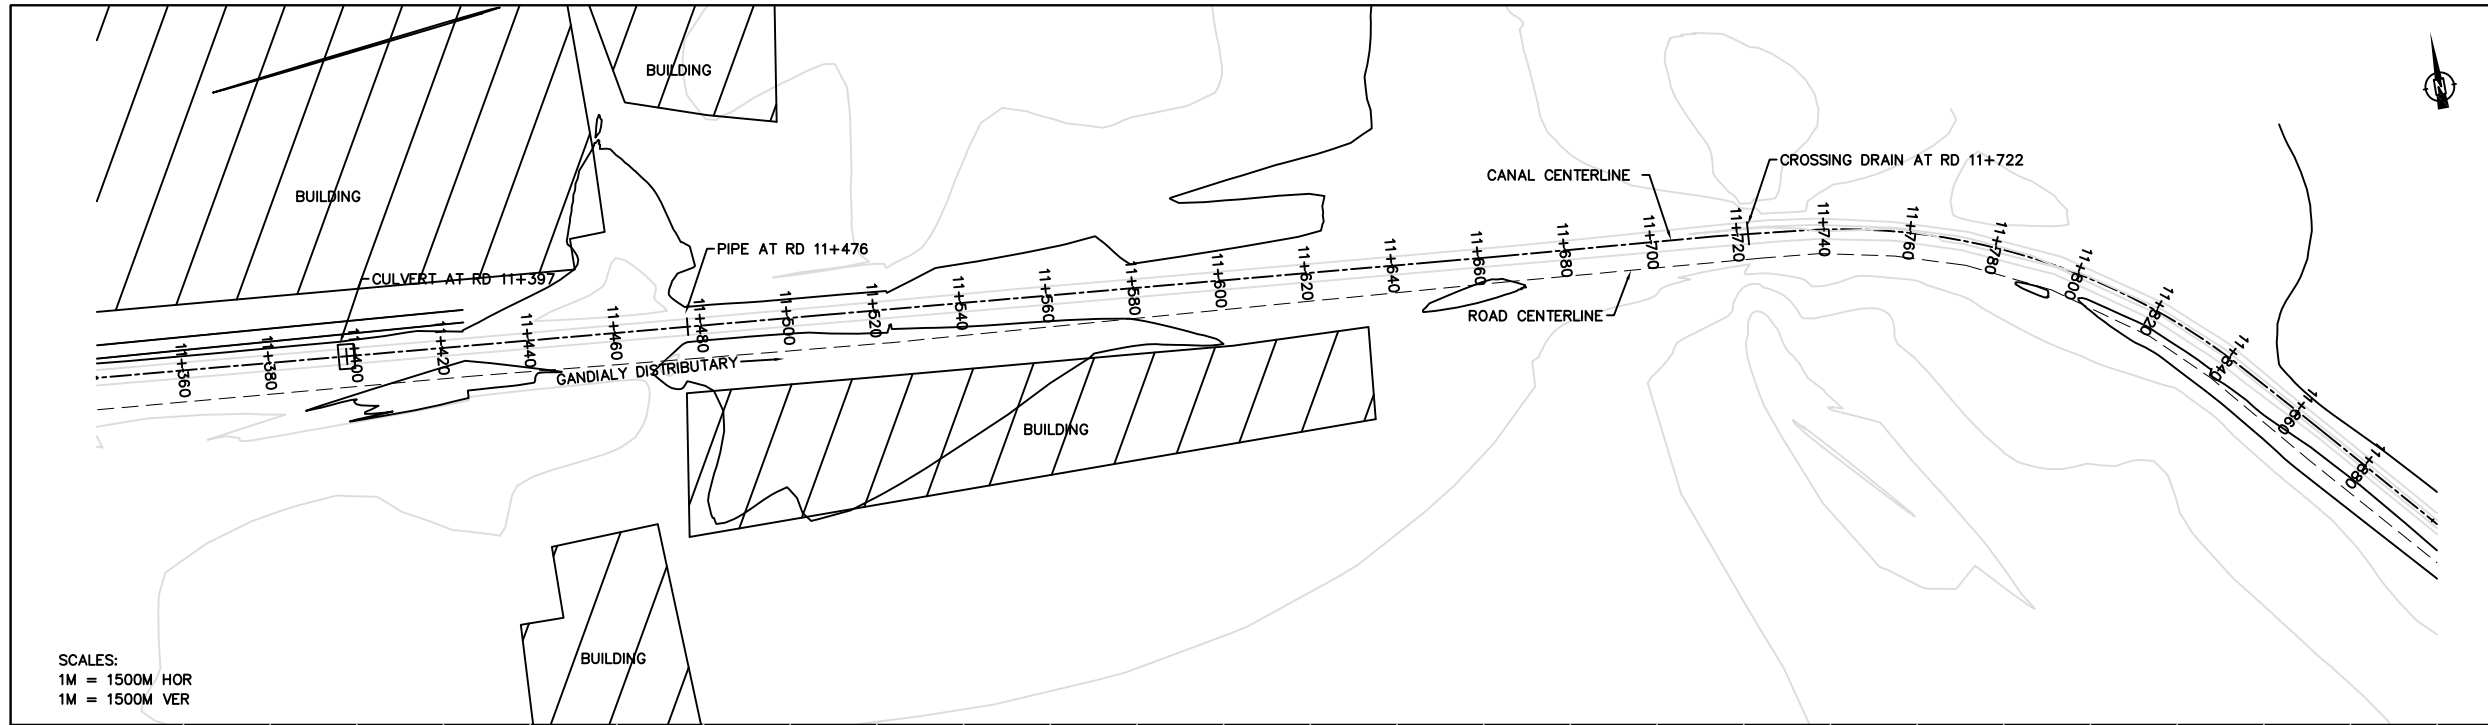 BUILDING
BUILDING
CROSSING DRAIN AT RD 11+722
CANAL CENTERLINE
PIPE AT RD 11+476
CULVERT AT RD 11+397
11+360
11+380
11+400
11+420
11+440
11+460
11+480
11+500
11+520
11+540
11+560
11+580
11+600
11+620
11+640
11+660
11+680
11+700
11+720
11+740
11+760
11+780
11+800
11+820
11+840
11+860
11+880
ROAD CENTERLINE
GANDIALY DISTRIBUTARY
BUILDING
BUILDING
SCALES:
1M = 1500M HOR
1M = 1500M VER
N